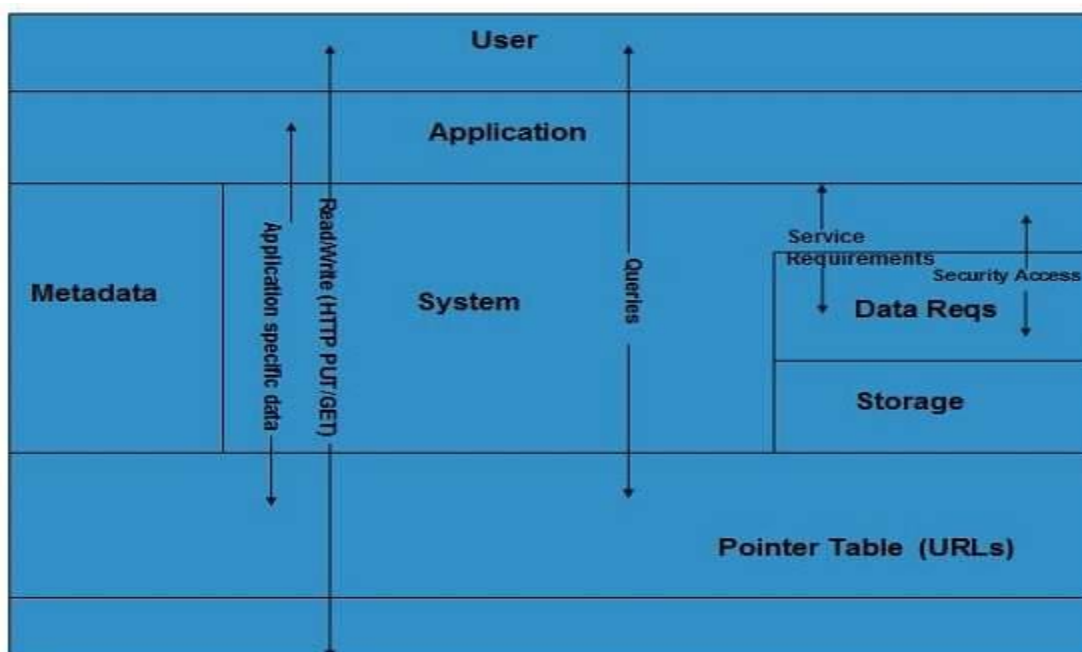 User
Application
Metadata
Application specific data
Read/Write (HTTP PUT/GET)
System
Queries
Service
Requirements
Security Access
Data Reqs
Storage
Pointer Table (URLs)